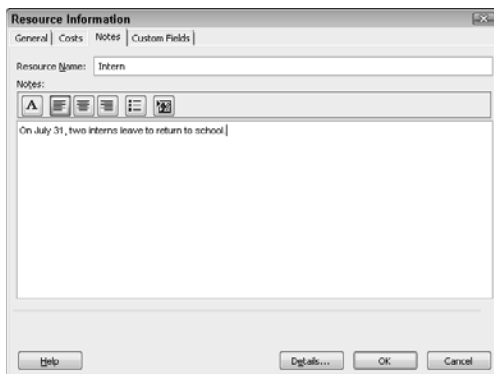 Resource Information
General Costs Notes Custom Fields
Resource Name: Intern
Notes:
A
On July 31, two interns leave to return to school.
Help Details... OK Cancel